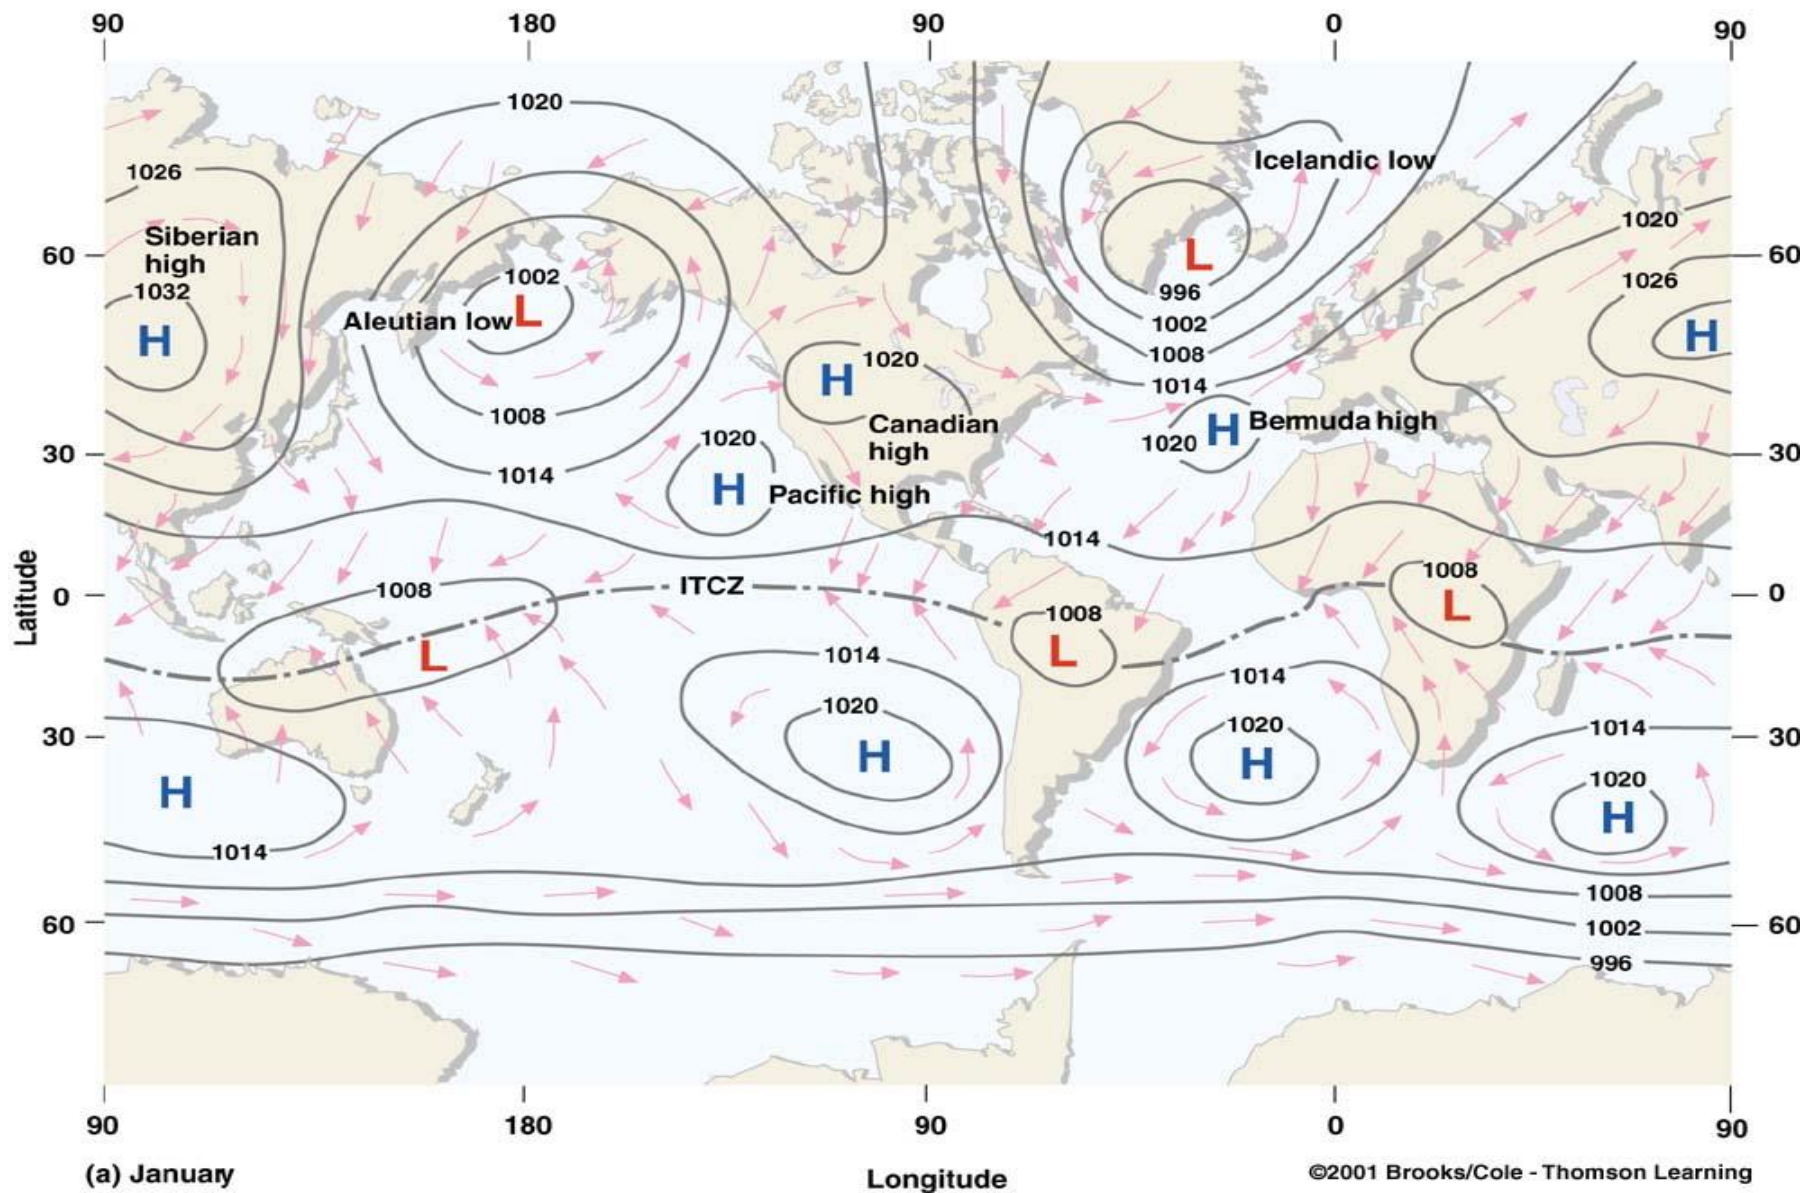 90
180
90
0
90
1020
Icelandic low
1026
1020
Siberian
high
60
60
1002
1026
1032
996
H
L
L
H
Aleutian low
1002
1008
1020
1014
H
1008
Canadian
high
H
Bermuda high
1020
1020
30
30
1014
H
Pacific high
1014
Latitude
1008
ITCZ
1008
0
0
1008
L
L
L
1014
1014
1020
1020
1014
30
30
H
H
1020
H
H
1014
1008
60
60
1002
996
90
180
90
0
90
(a) January
Longitude
©2001 Brooks/Cole - Thomson Learning